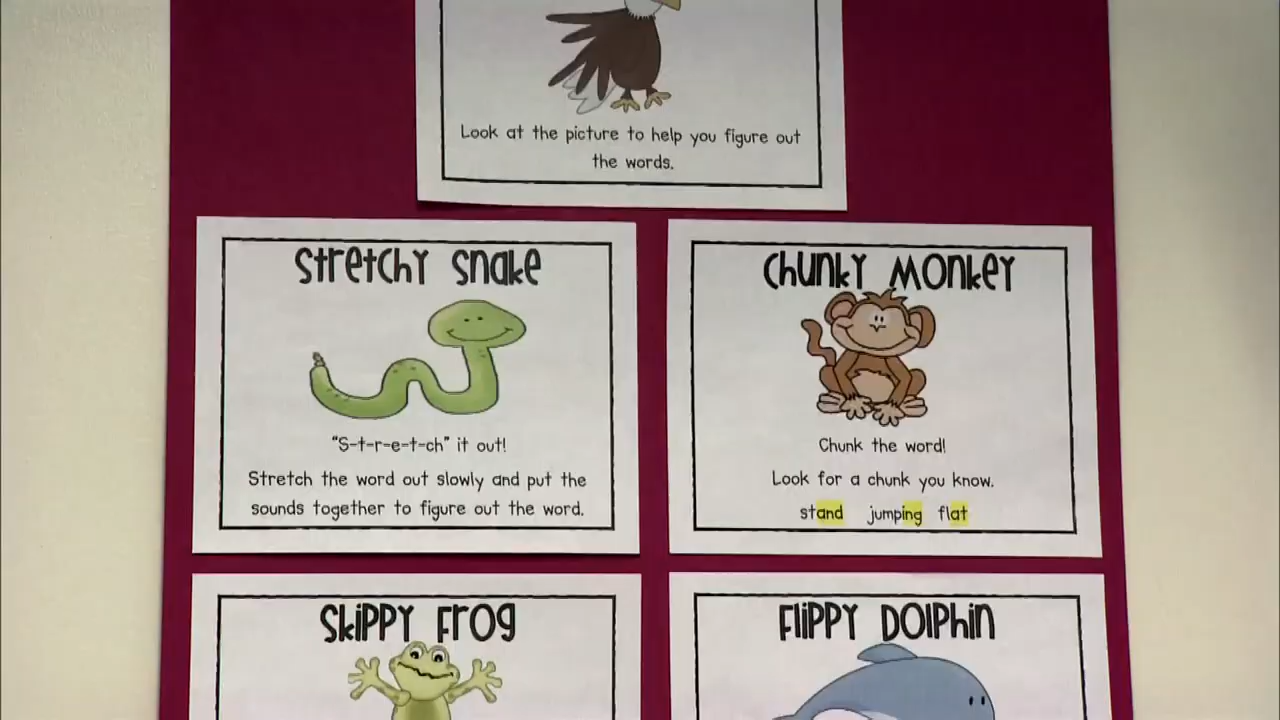 Look at the picture to help you figure out
the words.
Stretchy Snake
"S-t-r-e-t-ch" it out!
Stretch the word out slowly and put the
sounds together to figure out the word.
Chunky Monkey
Chunk the word!
Look for a chunk you know.
stand jumping flat
Skippy Frog
Flippy Dolphin